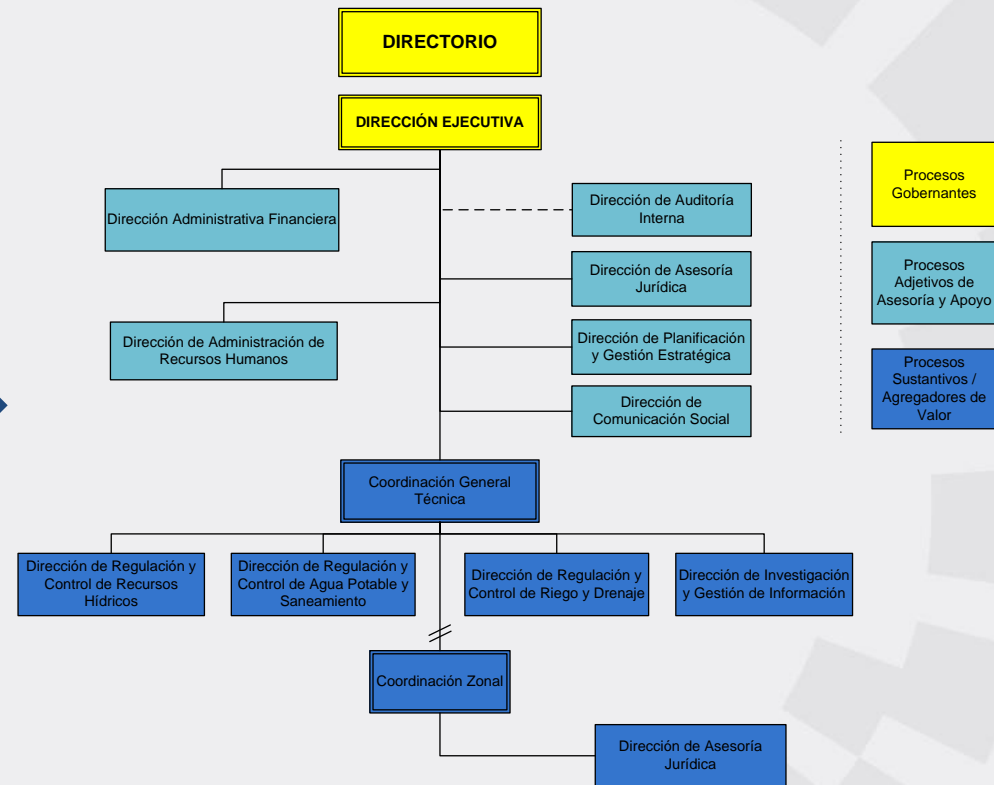 DIRECTORIO
DIRECCIÓN EJECUTIVA
Dirección Administrativa Financiera
Dirección de Auditoría
Interna
Dirección de Asesoría
Jurídica
Dirección de Administración de
Recursos Humanos
Dirección de Planificación
y Gestión Estratégica
Dirección de
Comunicación Social
Procesos
Gobernantes
Procesos
Adjetivos de
Asesoría y Apoyo
Procesos
Sustantivos /
Agregadores de
Valor
Coordinación General
Técnica
Dirección de Regulación y
Control de Recursos
Hídricos
Dirección de Regulación y
Control de Agua Potable y
Saneamiento
Dirección de Regulación y
Control de Riego y Drenaje
Dirección de Investigación
y Gestión de Información
Coordinación Zonal
Dirección de Asesoría
Jurídica